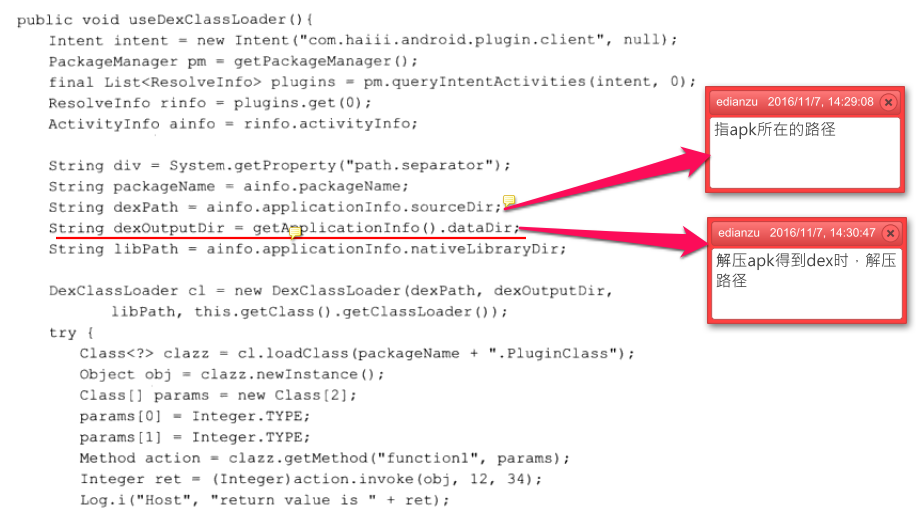 public void useDexClassLoader(){
Intent intent = new Intent("com.haiii.android.plugin.client", null);
PackageManager pm = getPackageManager();
final List<ResolveInfo> plugins = pm.queryIntentActivities(intent, 0);
ResolveInfo rinfo = plugins.get(0);
ActivityInfo ainfo = rinfo.activityInfo;
String div = System.getProperty("path.separator");
String packageName = ainfo.packageName;
String dexPath = ainfo.applicationInfo.sourceDir;
String dexOutputDir = getApplicationInfo().dataDir;
String libPath = ainfo.applicationInfo.nativeLibraryDir;
DexClassLoader cl = new DexClassLoader(dexPath, dexOutputDir,
libPath, this.getClass().getClassLoader());
try {
Class<?> clazz = cl.loadClass(packageName + ".PluginClass");
Object obj = clazz.newInstance();
Class[] params = new Class[2];
params[0] = Integer.TYPE;
params[1] = Integer.TYPE;
Method action = clazz.getMethod("function1", params);
Integer ret = (Integer)action.invoke(obj, 12, 34);
Log.i("Host", "return value is " + ret);
edianzu 2016/11/7, 14:29:08
指apk所在的路径
edianzu 2016/11/7, 14:30:47
解压apk得到dex时，解压
路径